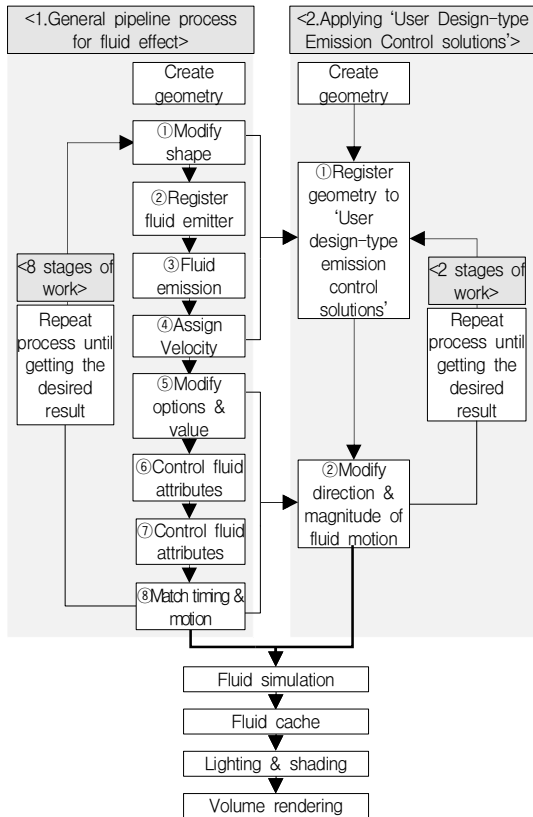 <1.General pipeline process
for fluid effect>
Create
geometry
①Modify
shape
②Register
fluid emitter
③Fluid
emission
④Assign
Velocity
⑤Modify
options &
value
⑥Control fluid
attributes
⑦Control fluid
attributes
⑧Match timing &
motion
<8 stages of
work>
Repeat
process until
getting the
desired
result
<2.Applying ‘User Design-type
Emission Control solutions’>
Create
geometry
①Register
geometry to
‘User
design-type
emission
control
solutions’
②Modify
direction &
magnitude of
fluid motion
<2 stages of
work>
Repeat
process until
getting the
desired
result
Fluid simulation
Fluid cache
Lighting & shading
Volume rendering